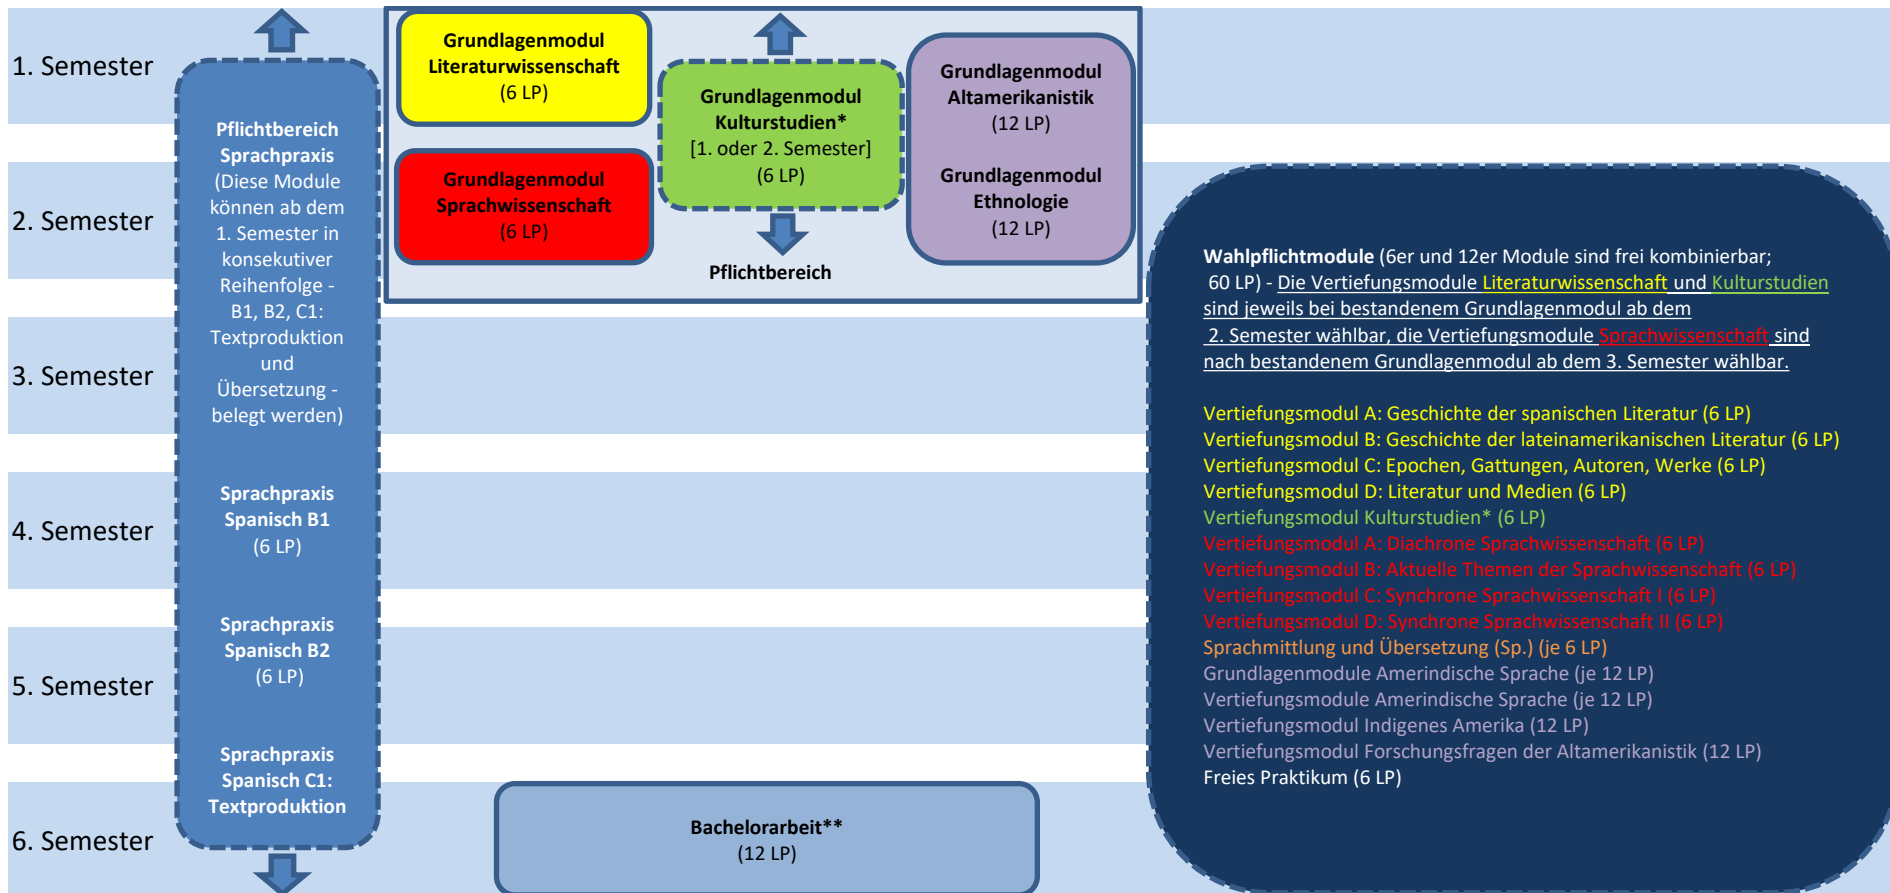 1. Semester
2. Semester
3. Semester
4. Semester
5. Semester
6. Semester
Pflichtbereich
Sprachpraxis
(Diese Module
können ab dem
1. Semester in
konsekutiver
Reihenfolge -
B1, B2, C1:
Textproduktion
und
Übersetzung -
belegt werden)
Sprachpraxis
Spanisch B1
(6 LP)
Sprachpraxis
Spanisch B2
(6 LP)
Sprachpraxis
Spanisch C1:
Textproduktion
Grundlagenmodul
Literaturwissenschaft
(6 LP)
Grundlagenmodul
Sprachwissenschaft
(6 LP)
Grundlagenmodul
Kulturstudien*
[1. oder 2. Semester]
(6 LP)
Pflichtbereich
Grundlagenmodul
Altamerikanistik
(12 LP)
Grundlagenmodul
Ethnologie
(12 LP)
Bachelorarbeit**
(12 LP)
Wahlpflichtmodule (6er und 12er Module sind frei kombinierbar;
60 LP) - Die Vertiefungsmodule Literaturwissenschaft und Kulturstudien
sind jeweils bei bestandenem Grundlagenmodul ab dem
2. Semester wählbar, die Vertiefungsmodule Sprachwissenschaft sind
nach bestandenem Grundlagenmodul ab dem 3. Semester wählbar.
Vertiefungsmodul A: Geschichte der spanischen Literatur (6 LP)
Vertiefungsmodul B: Geschichte der lateinamerikanischen Literatur (6 LP)
Vertiefungsmodul C: Epochen, Gattungen, Autoren, Werke (6 LP)
Vertiefungsmodul D: Literatur und Medien (6 LP)
Vertiefungsmodul Kulturstudien* (6 LP)
Vertiefungsmodul A: Diachrone Sprachwissenschaft (6 LP)
Vertiefungsmodul B: Aktuelle Themen der Sprachwissenschaft (6 LP)
Vertiefungsmodul C: Synchrone Sprachwissenschaft I (6 LP)
Vertiefungsmodul D: Synchrone Sprachwissenschaft II (6 LP)
Sprachmittlung und Übersetzung (Sp.) (je 6 LP)
Grundlagenmodule Amerindische Sprache (je 12 LP)
Vertiefungsmodule Amerindische Sprache (je 12 LP)
Vertiefungsmodul Indigenes Amerika (12 LP)
Vertiefungsmodul Forschungsfragen der Altamerikanistik (12 LP)
Freies Praktikum (6 LP)